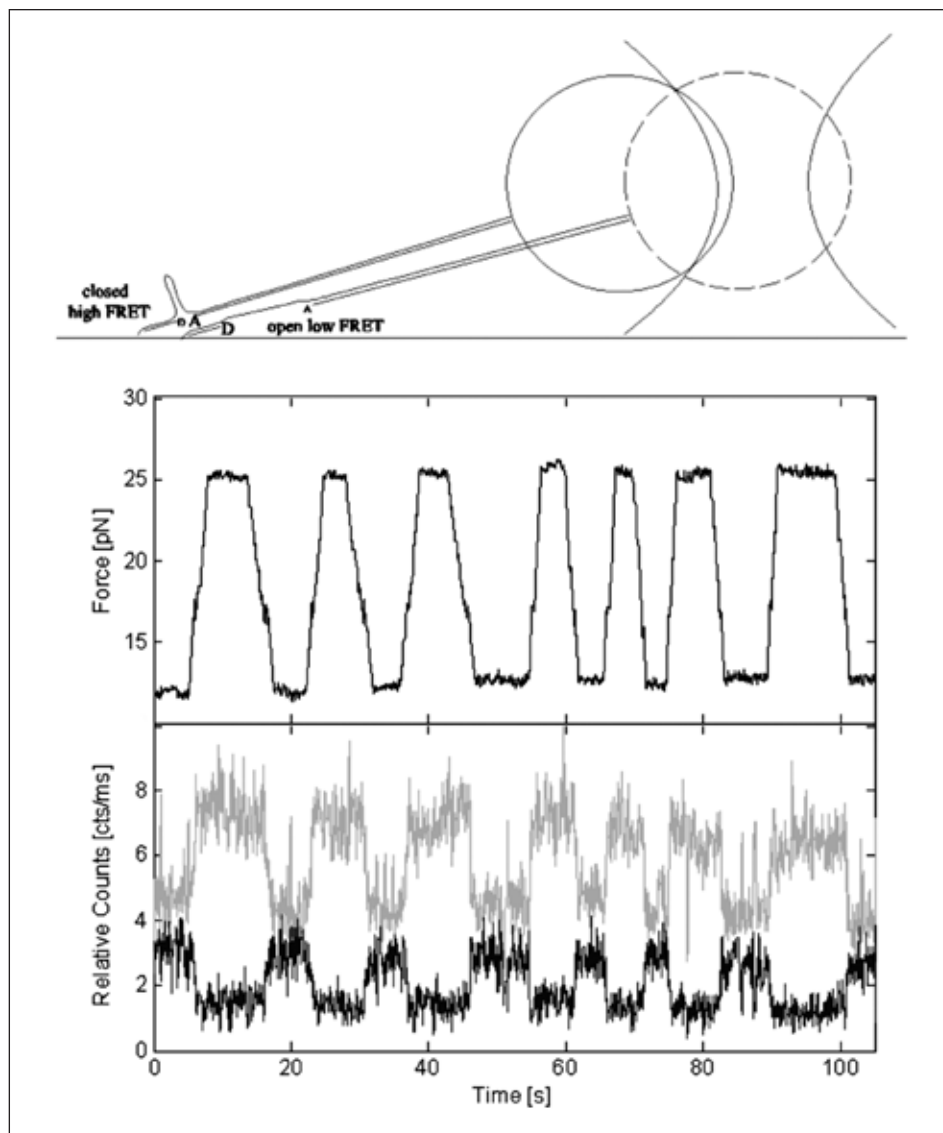 closed
high FRET
D A
D
^
open low FRET
30
25
20
15
Force [pN]
8
6
4
2
0
Relative Counts [cts/ms]
0 20 40 60 80 100
Time [s]